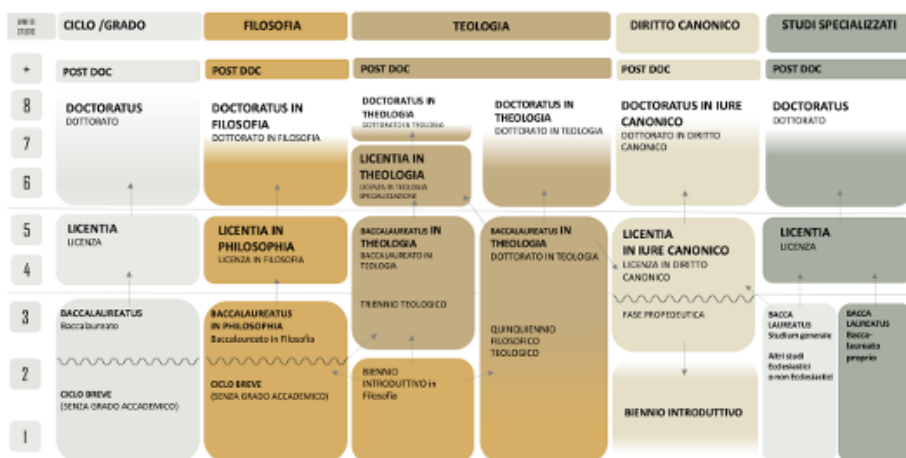 ANNI DI
STUDIO
CICLO /GRADO
FILOSOFIA
TEOLOGIA
DIRITTO CANONICO
STUDI SPECIALIZZATI
+
POST DOC
POST DOC
POST DOC
POST DOC
POST DOC
8
7
6
5
4
3
2
1
DOCTORATUS
DOTTORATO
LICENTIA
LICENZA
BACCALAUREATUS
Baccalaureato
CICLO BREVE
(SENZA GRADO ACCADEMICO)
DOCTORATUS IN
FILOSOFIA
DOTTORATO IN FILOSOFIA
LICENTIA IN
PHILOSOPHIA
LICENZA IN FILOSOFIA
BACCALAUREATUS
IN PHILOSOPHIA
Baccalaureato in Filosofia
CICLO BREVE
(SENZA GRADO ACCADEMICO)
DOCTORATUS IN
THEOLOGIA
DOTTORATO IN TEOLOGIA
LICENTIA IN
THEOLOGIA
LICENZA IN TEOLOGIA
SPECIALIZZAZIONE
BACCALAUREATUS IN
THEOLOGIA
BACCALAUREATO IN
TEOLOGIA
TRIENNIO TEOLOGICO
BIENNIO
INTRODUTTIVO in
Filosofia
DOCTORATUS IN
THEOLOGIA
DOTTORATO IN TEOLOGIA
BACCALAUREATUS IN
THEOLOGIA
DOTTORATO IN TEOLOGIA
QUINQUIENNIO
FILOSOFICO
TEOLOGICO
DOCTORATUS IN IURE
CANONICO
DOTTORATO IN DIRITTO
CANONICO
LICENTIA
IN IURE CANONICO
LICENZA IN DIRITTO
CANONICO
FASE PROPEDEUTICA
BIENNIO INTRODUTTIVO
DOCTORATUS
DOTTORATO
LICENTIA
LICENZA
BACCA
LAUREATUS
Studium generale
Altri studi
Ecclesiastici
o non Ecclesiastici
BACCA
LAUREATUS
Bacca-
laureato
proprio